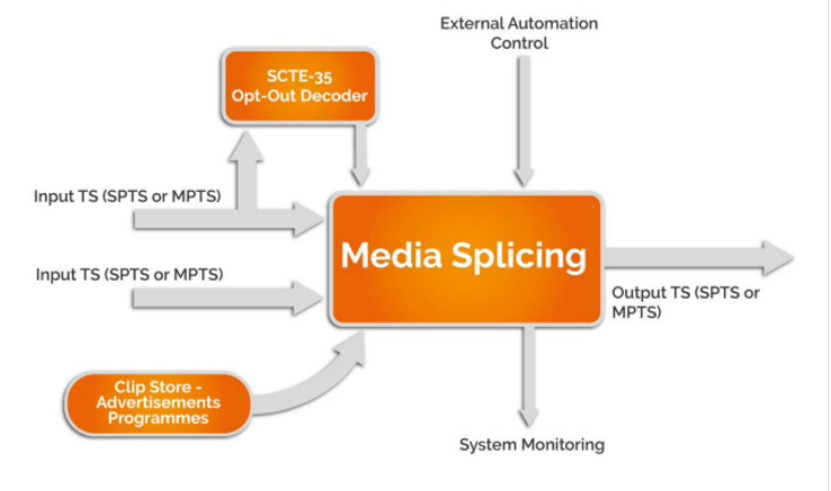 External Automation
Control
SCTE-35
Opt-Out Decoder
Input TS (SPTS or MPTS)
Media Splicing
Input TS (SPTS or MPTS)
Output TS (SPTS or
MPTS)
Clip Store -
Advertisements
Programmes
System Monitoring